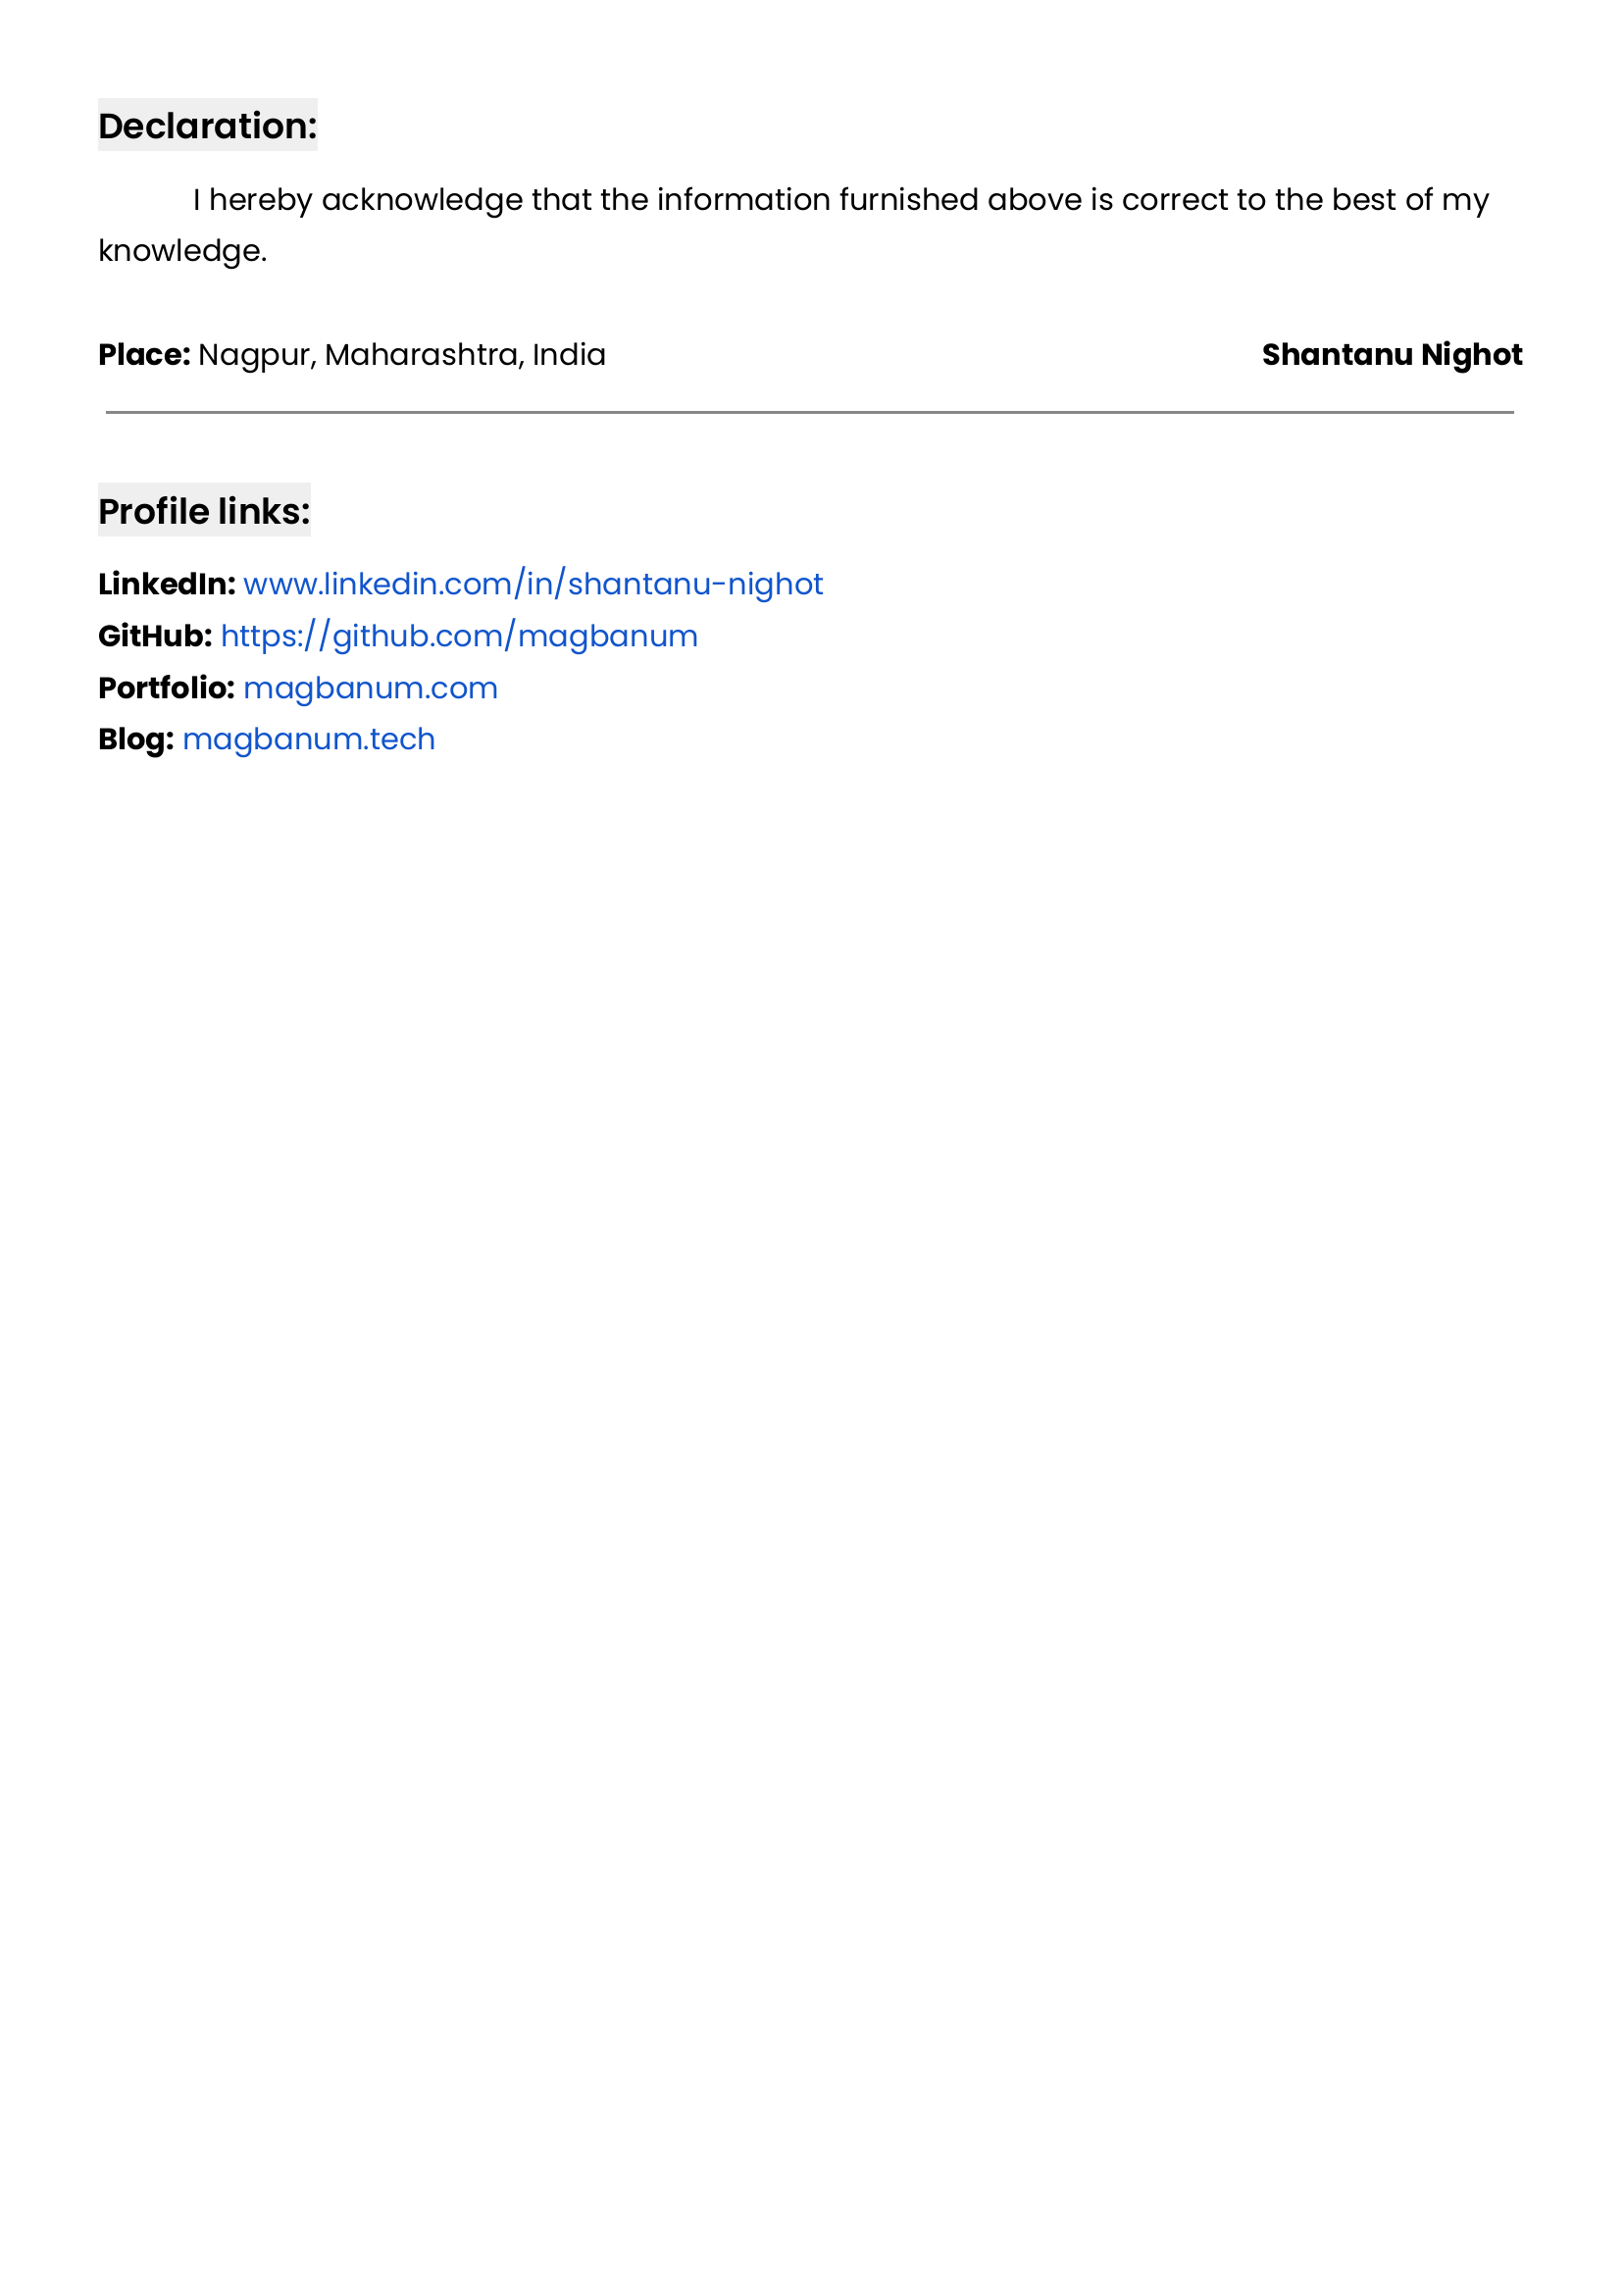 Declaration:
I hereby acknowledge that the information furnished above is correct to the best of my
knowledge.
Place: Nagpur, Maharashtra, India Shantanu Nighot
Profile links:
LinkedIn: www.linkedin.com/in/shantanu-nighot
GitHub: https://github.com/magbanum
Portfolio: magbanum.com
Blog: magbanum.tech